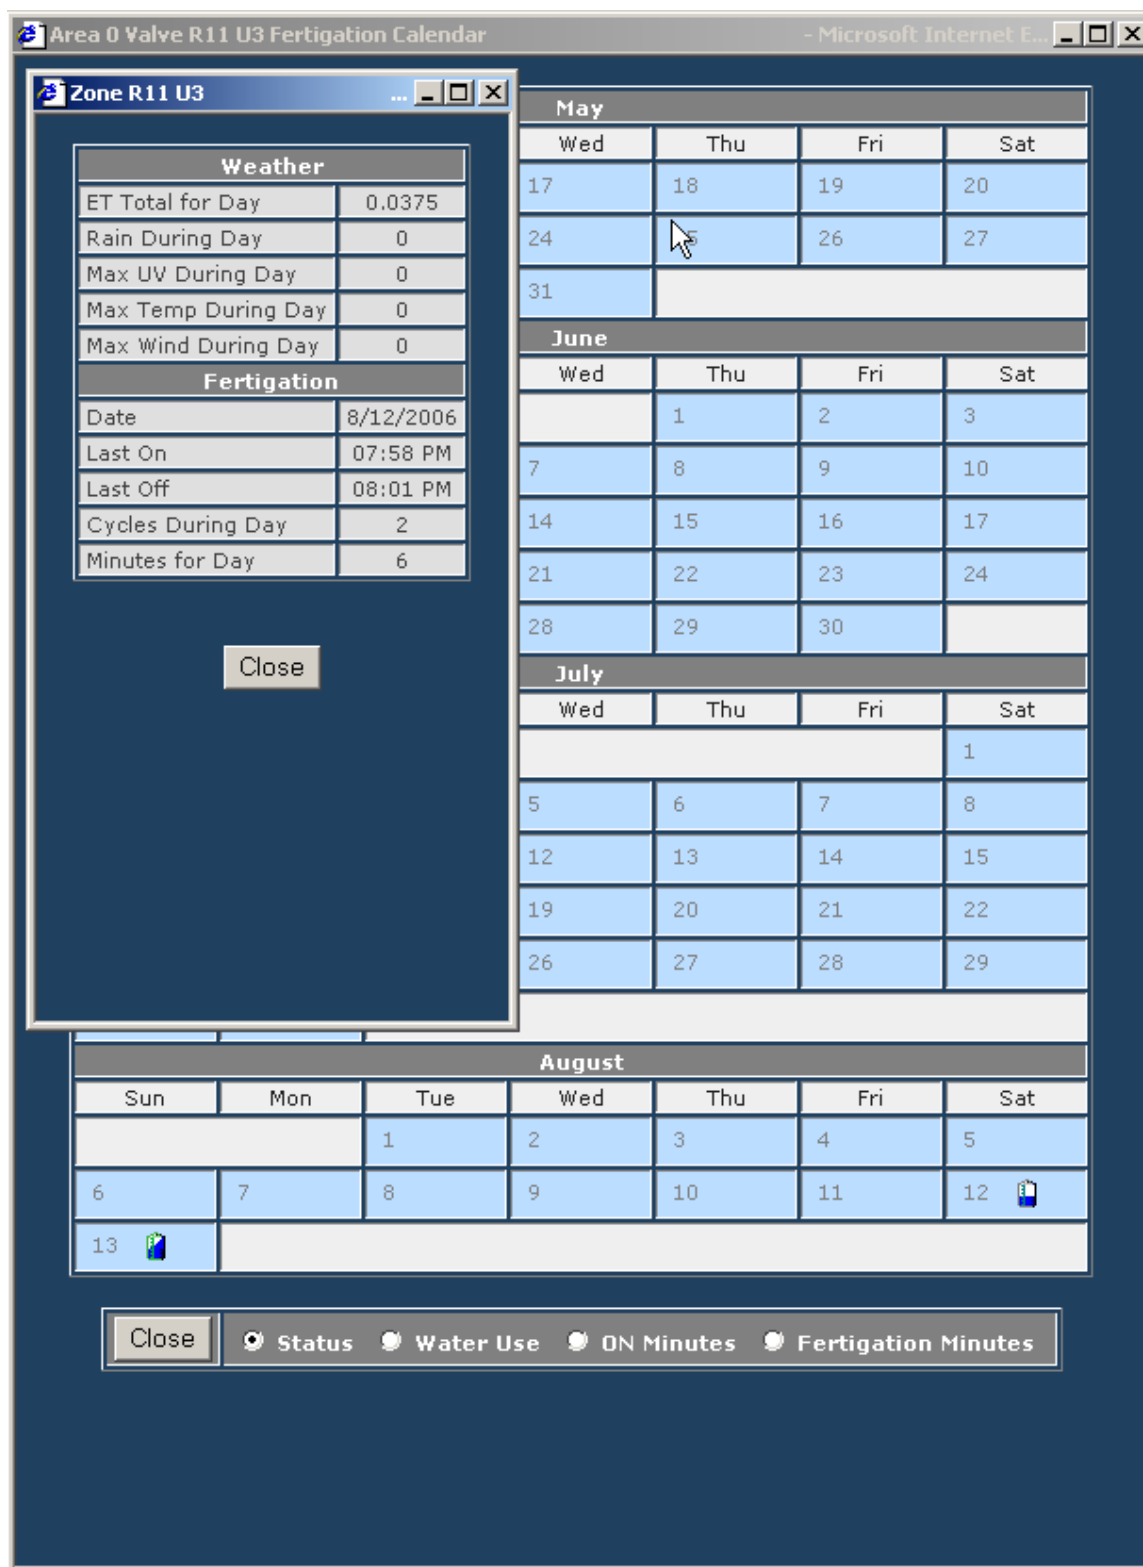 Area 0 Valve R11 U3 Fertigation Calendar - Microsoft Internet E...
Zone R11 U3 ...
Weather
ET Total for Day 0.0375
Rain During Day 0
Max UV During Day 0
Max Temp During Day 0
Max Wind During Day 0
Fertigation
Date 8/12/2006
Last On 07:58 PM
Last Off 08:01 PM
Cycles During Day 2
Minutes for Day 6
Close
May
Wed Thu Fri Sat
17 18 19 20
24 25 26 27
31
June
Wed Thu Fri Sat
1 2 3
7 8 9 10
14 15 16 17
21 22 23 24
28 29 30
July
Wed Thu Fri Sat
1
5 6 7 8
12 13 14 15
19 20 21 22
26 27 28 29
August
Sun Mon Tue Wed Thu Fri Sat
1 2 3 4 5
6 7 8 9 10 11 12
13
Close Status Water Use ON Minutes Fertigation Minutes